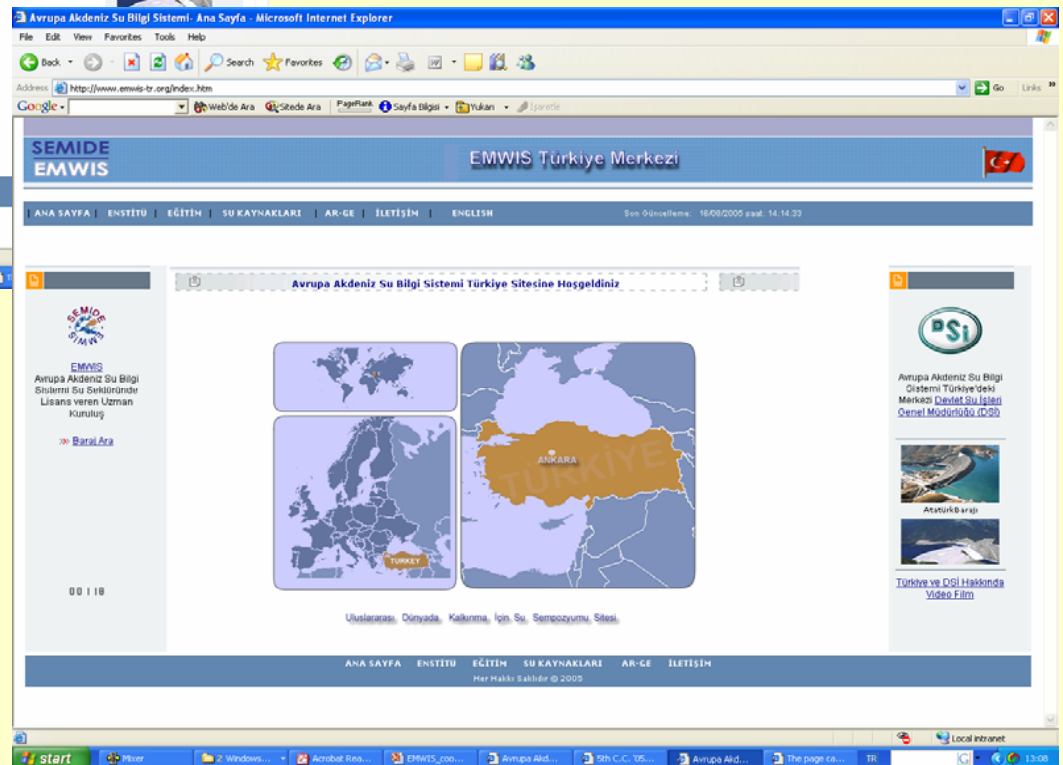 Avrupa Akdeniz Su Bilgi Sistemi- Ana Sayfa - Microsoft Internet Explorer
File Edit View Favorites Tools Help
Back Search Favorites
Address http://www.emwis-tr.org/index.htm Go Links »
Google Web'de Ara Sitede Ara PageRank Sayfa Bilgisi Yukarı İşaretle
SEMIDE
EMWIS
EMWIS Türkiye Merkezi
| ANA SAYFA | ENSTİTÜ | EĞİTİM | SU KAYNAKLARI | AR-GE | İLETİŞİM | ENGLISH
Son Güncelleme: 16/08/2005 saat: 14:14:33
Avrupa Akdeniz Su Bilgi Sistemi Türkiye Sitesine Hoşgeldiniz
SEMIDE
EMWIS
Avrupa Akdeniz Su Bilgi
Sistemi Su Sektöründe
Lisans veren Uzman
Kuruluş
Baraj Ara
00118
TURKEY
ANKARA
TÜRKİYE
DSİ
Avrupa Akdeniz Su Bilgi
Sistemi Türkiye'deki
Merkezi Devlet Su İşleri
Genel Müdürlüğü (DSİ)
Atatürk Barajı
Türkiye ve DSİ Hakkında
Video Film
Uluslararası Dünyada Kalkınma İçin Su Sempozyumu Sitesi
ANA SAYFA ENSTİTÜ EĞİTİM SU KAYNAKLARI AR-GE İLETİŞİM
Her Hakkı Saklıdır © 2005
Local intranet
start Mixer 2 Windows... Acrobat Rea... EMWIS_coo... Avrupa Akd... 5th C.C. '05... Avrupa Akd... The page ca... TR 13:08